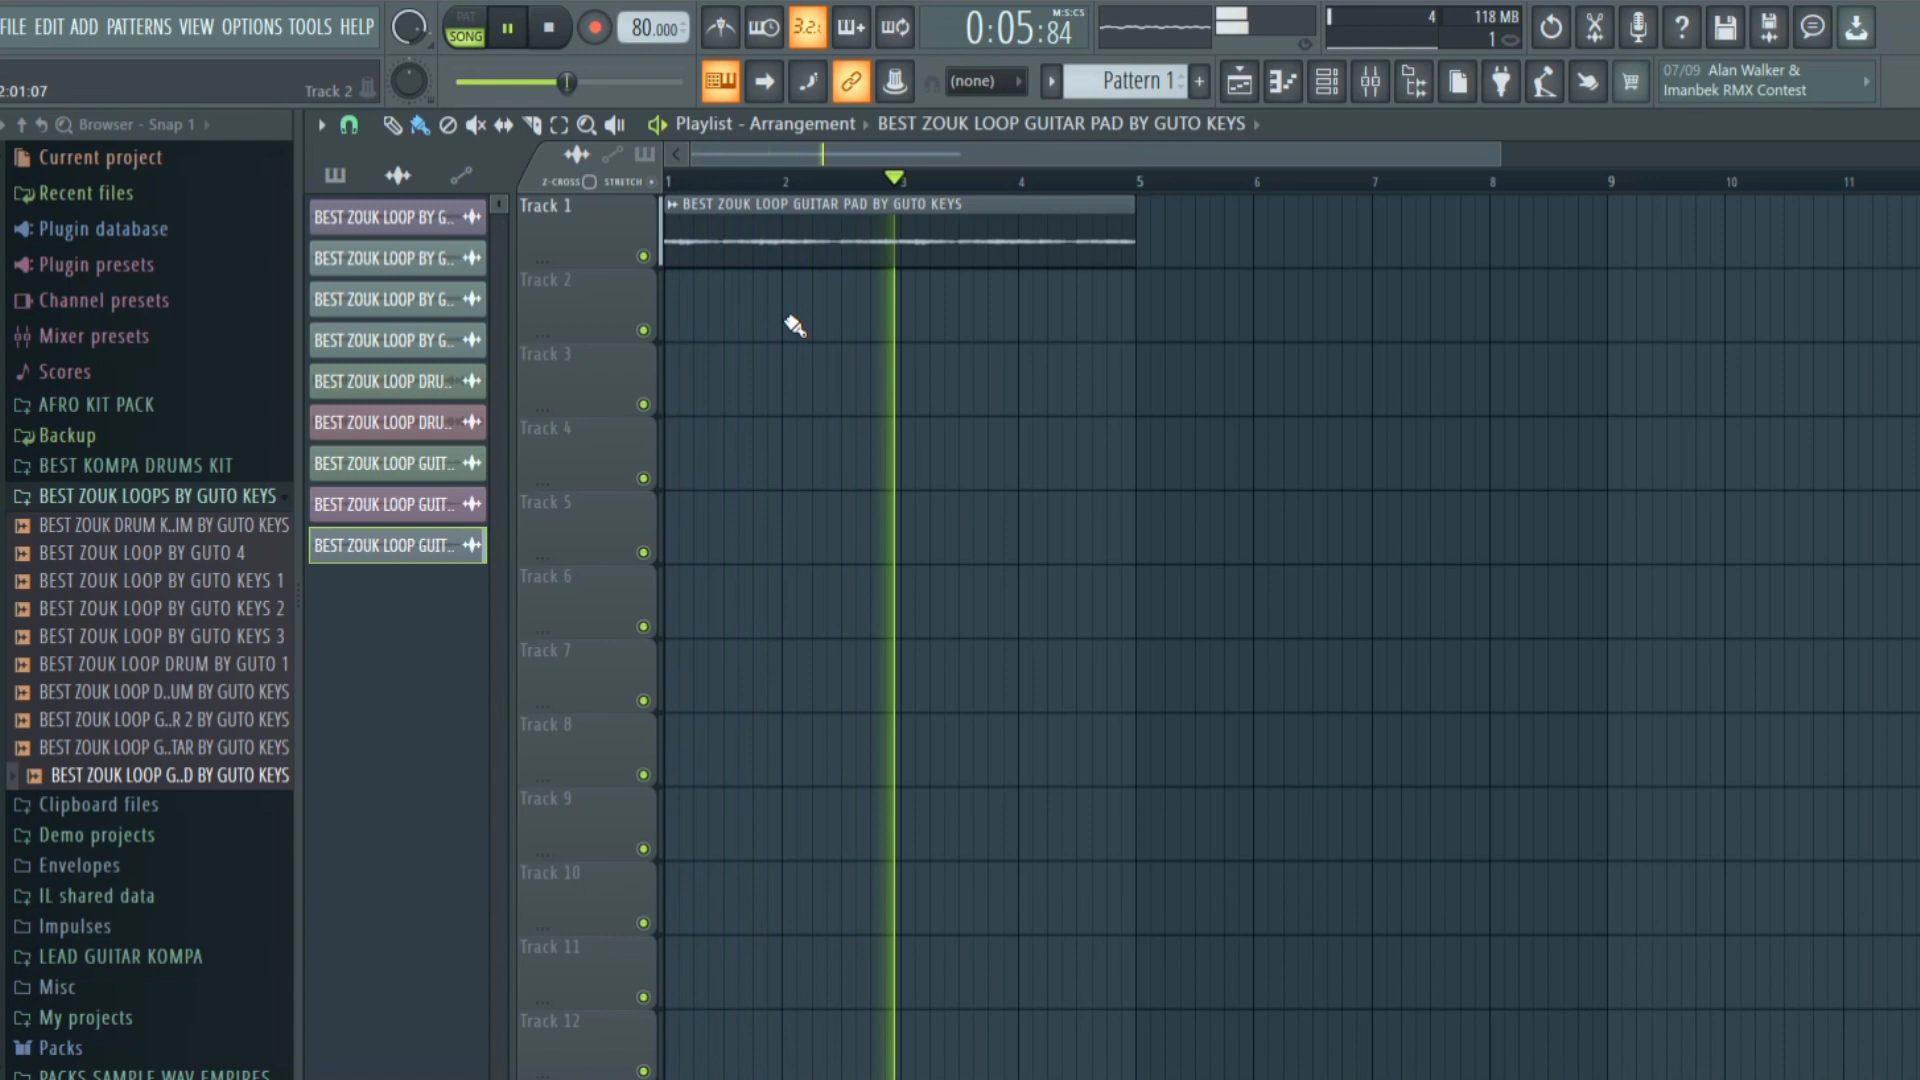 FILE EDIT ADD PATTERNS VIEW OPTIONS TOOLS HELP
PAT
SONG
80.000
3.2.
0:05:84
M:S:CS
4
118 MB
1
2:01:07
Track 2
(none)
Pattern 1
+
07/09 Alan Walker &
Imanbek RMX Contest
Browser - Snap 1
Playlist - Arrangement
BEST ZOUK LOOP GUITAR PAD BY GUTO KEYS
Z-CROSS
STRETCH
1 2 3 4 5 6 7 8 9 10 11
Current project
Recent files
Plugin database
Plugin presets
Channel presets
Mixer presets
Scores
AFRO KIT PACK
Backup
BEST KOMPA DRUMS KIT
BEST ZOUK LOOPS BY GUTO KEYS
BEST ZOUK DRUM K..IM BY GUTO KEYS
BEST ZOUK LOOP BY GUTO 4
BEST ZOUK LOOP BY GUTO KEYS 1
BEST ZOUK LOOP BY GUTO KEYS 2
BEST ZOUK LOOP BY GUTO KEYS 3
BEST ZOUK LOOP DRUM BY GUTO 1
BEST ZOUK LOOP D..UM BY GUTO KEYS
BEST ZOUK LOOP G..R 2 BY GUTO KEYS
BEST ZOUK LOOP G..TAR BY GUTO KEYS
BEST ZOUK LOOP G..D BY GUTO KEYS
Clipboard files
Demo projects
Envelopes
IL shared data
Impulses
LEAD GUITAR KOMPA
Misc
My projects
Packs
PACKS SAMPLE WAV EMPIRES
BEST ZOUK LOOP BY G..
BEST ZOUK LOOP BY G..
BEST ZOUK LOOP BY G..
BEST ZOUK LOOP BY G..
BEST ZOUK LOOP DRU..
BEST ZOUK LOOP DRU..
BEST ZOUK LOOP GUIT..
BEST ZOUK LOOP GUIT..
BEST ZOUK LOOP GUIT..
Track 1
BEST ZOUK LOOP GUITAR PAD BY GUTO KEYS
Track 2
Track 3
Track 4
Track 5
Track 6
Track 7
Track 8
Track 9
Track 10
Track 11
Track 12